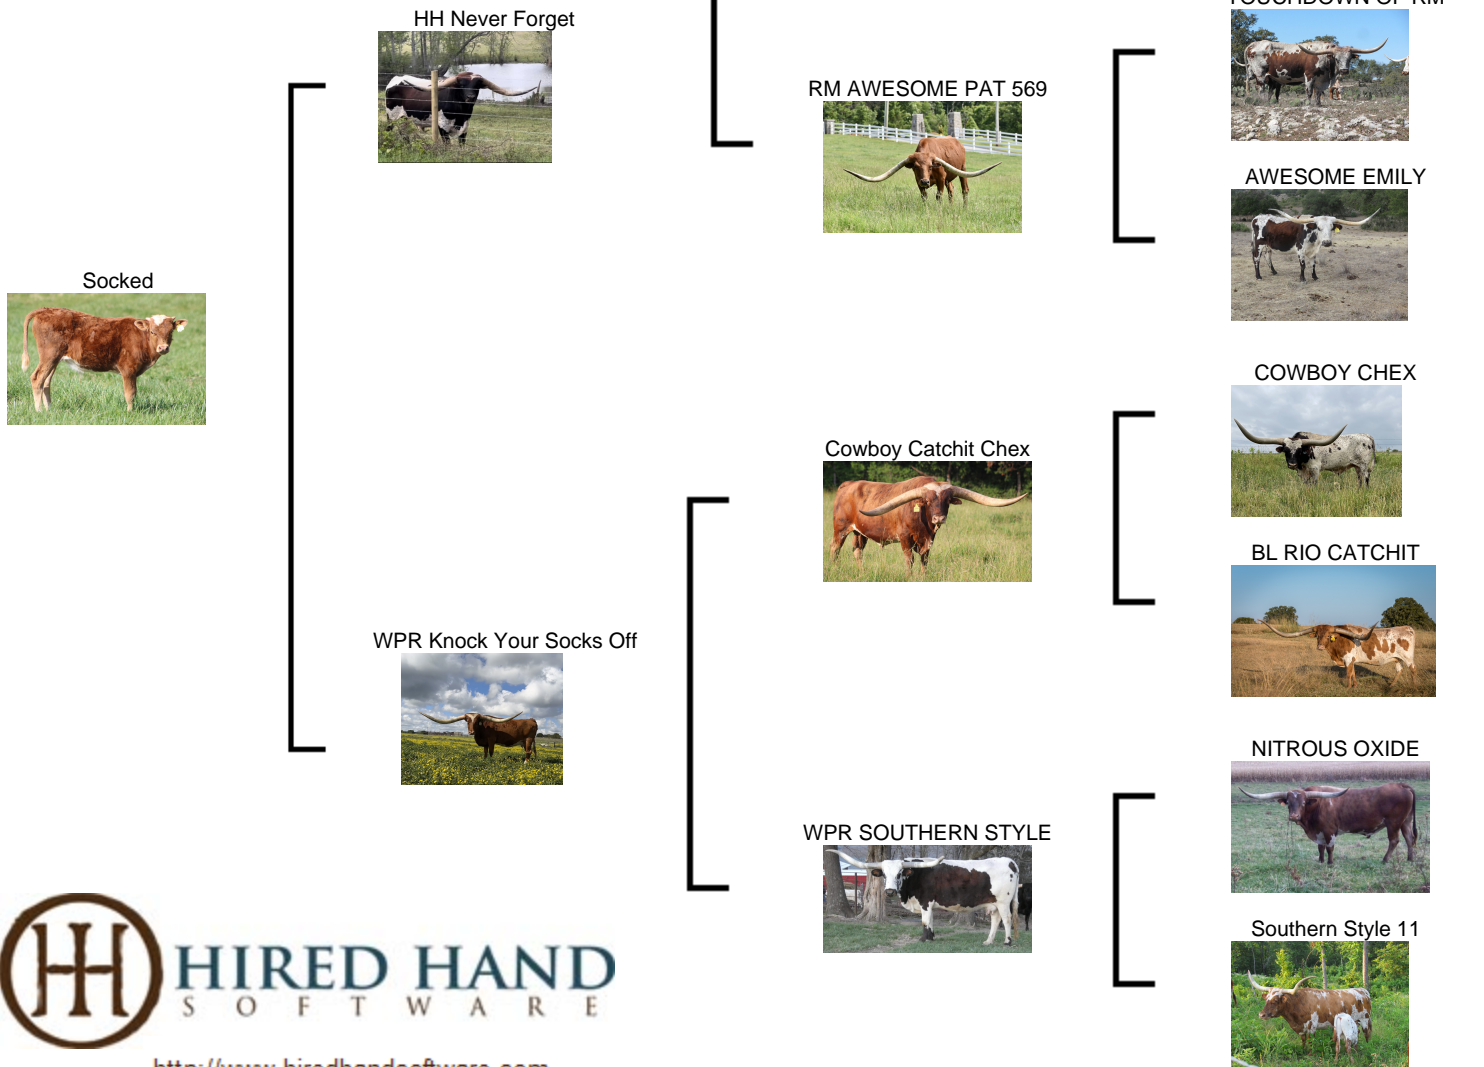 HH Never Forget
RM AWESOME PAT 569
AWESOME EMILY
Socked
COWBOY CHEX
Cowboy Catchit Chex
BL RIO CATCHIT
WPR Knock Your Socks Off
NITROUS OXIDE
WPR SOUTHERN STYLE
Southern Style 11
HIRED HAND
SOFTWARE